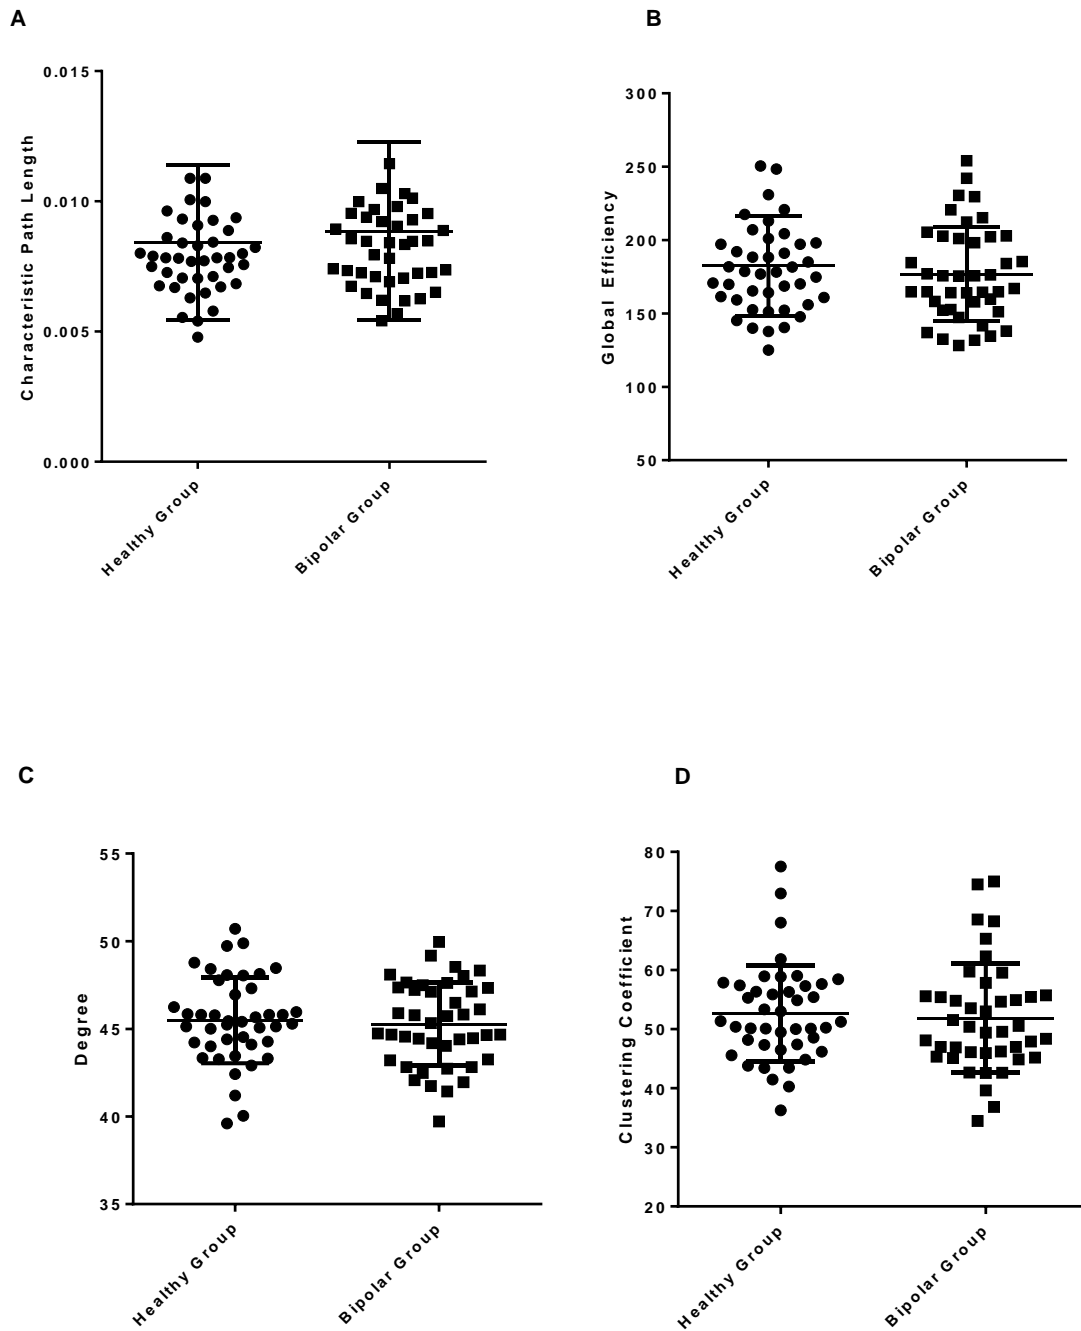 A
0.015
0.010
0.005
0.000
Characteristic Path Length
Healthy Group
Bipolar Group
B
300
250
200
150
100
50
Global Efficiency
Healthy Group
Bipolar Group
C
55
50
45
40
35
Degree
Healthy Group
Bipolar Group
D
80
70
60
50
40
30
20
Clustering Coefficient
Healthy Group
Bipolar Group